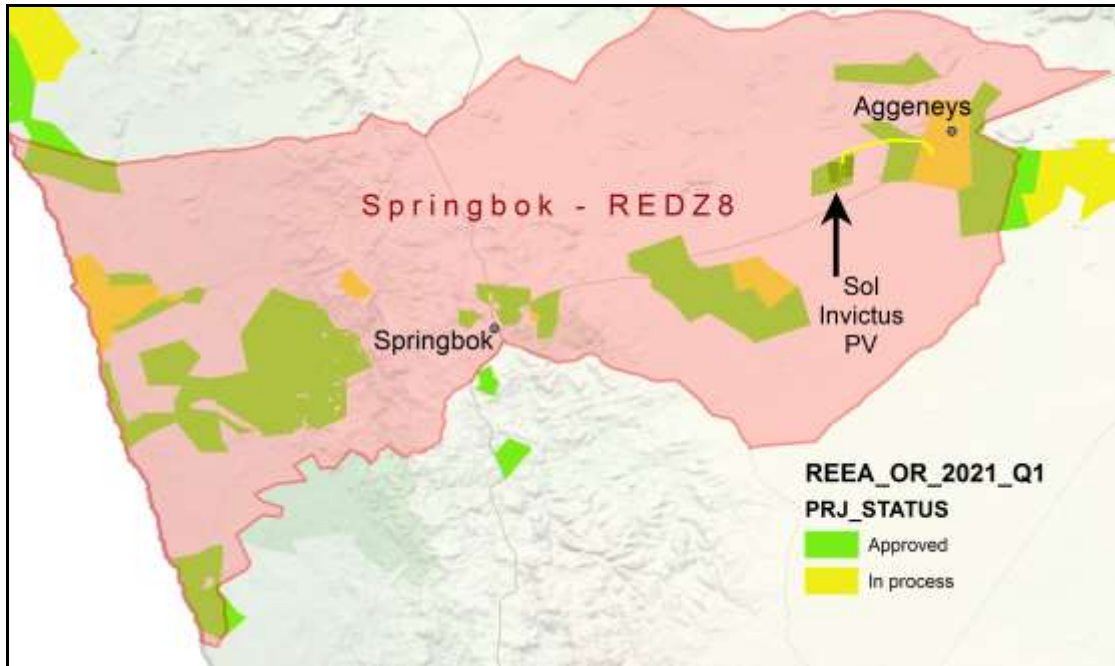 Aggeneys
Springbok - REDZ8
Sol
Invictus
PV
Springbok
REEA_OR_2021_Q1
PRJ_STATUS
Approved
In process